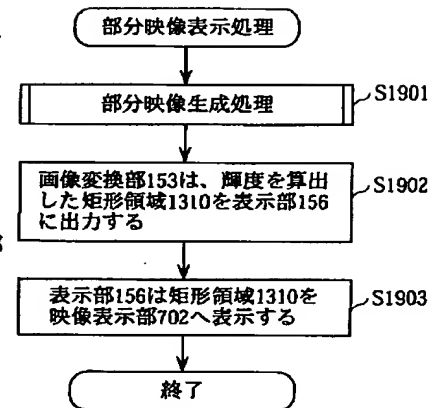 部分映像表示処理
部分映像生成処理
S1901
画像変換部153は、輝度を算出
した矩形領域1310を表示部156
に出力する
S1902
表示部156は矩形領域1310を
映像表示部702へ表示する
S1903
終了